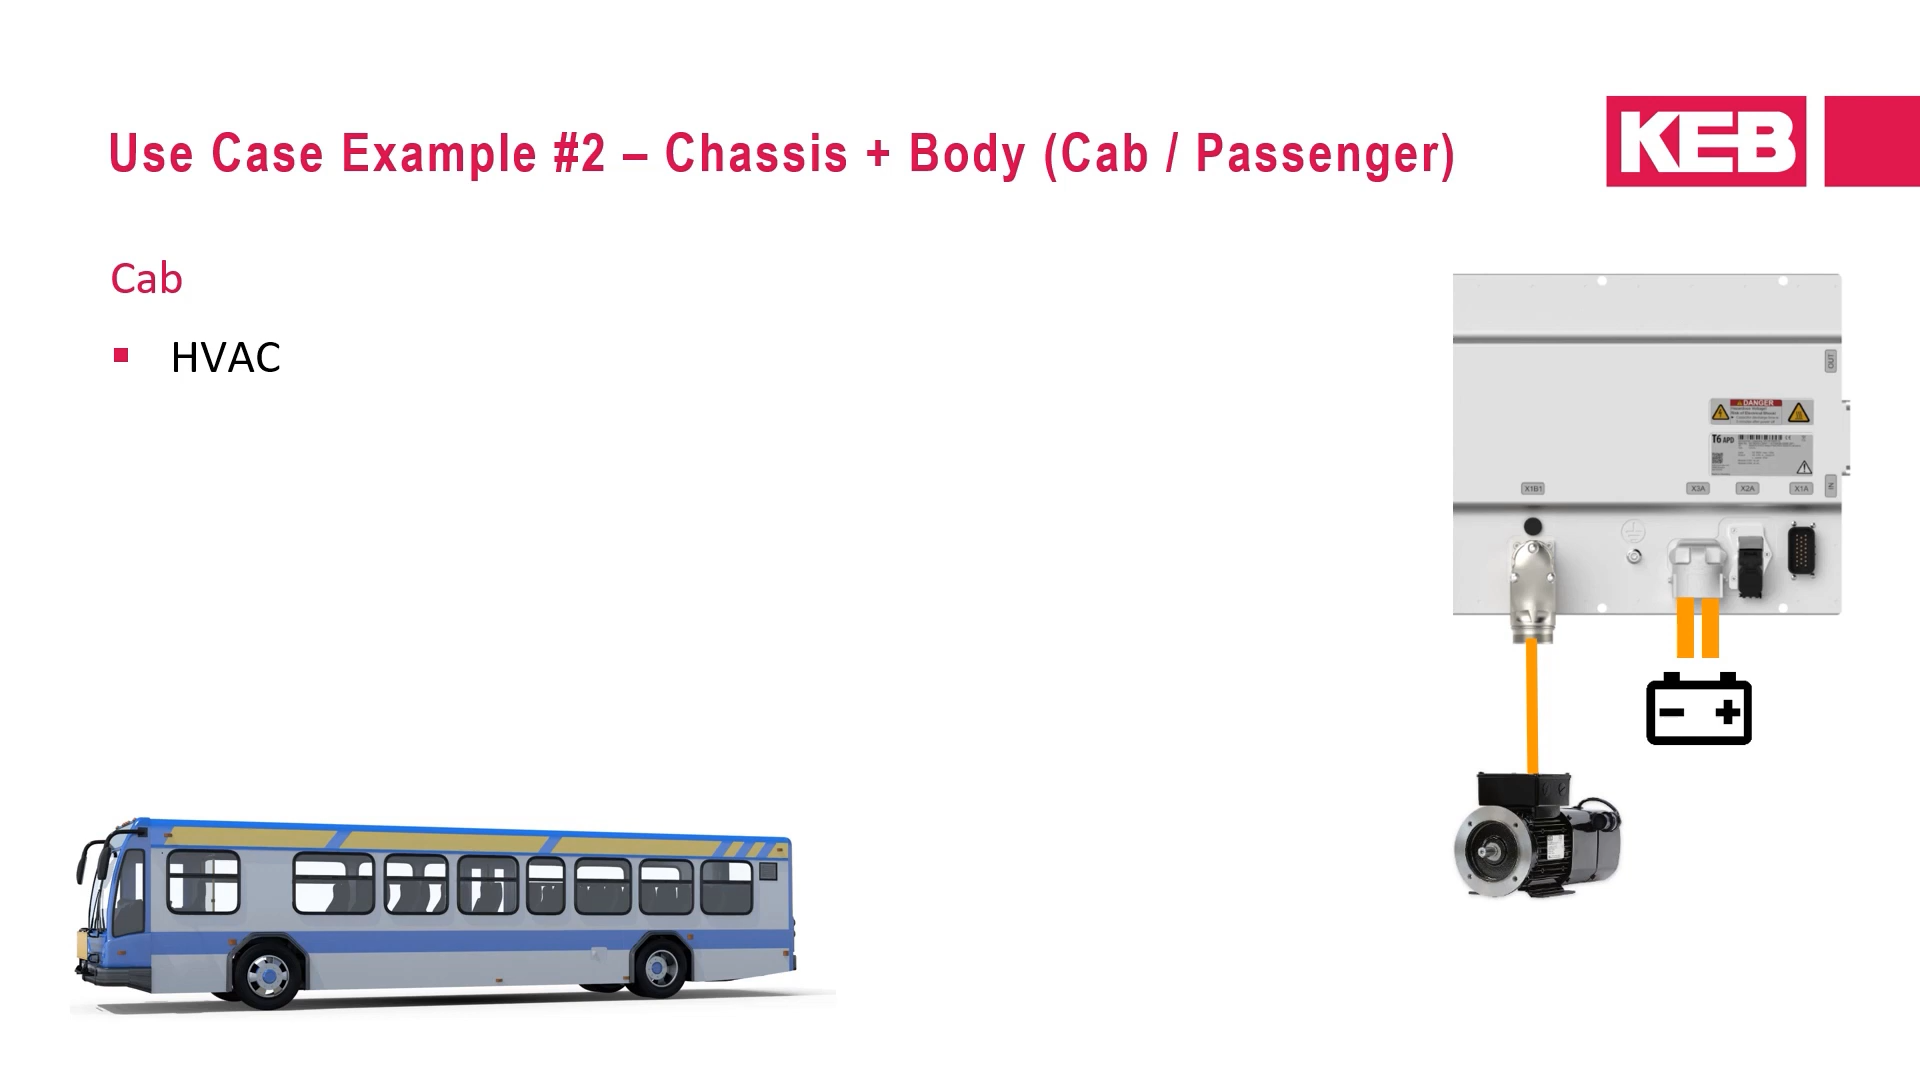 Use Case Example #2 – Chassis + Body (Cab / Passenger)
KEB
Cab
▪ HVAC
OUT
DANGER
T6 APD
X1B1
X3A
X2A
X1A
IN